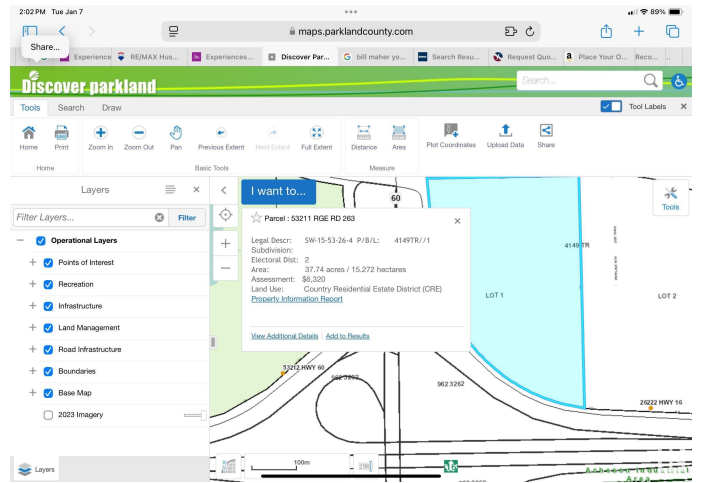 2:02 PM Tue Jan 7
89%
maps.parklandcounty.com
Share...
Experience
RE/MAX Hus...
Experiences...
Discover Par...
bill maher yo...
Search Resu...
Request Quo...
Place Your O...
Reco...
Discover parkland
Search...
Tools Search Draw
Tool Labels
Home Print Zoom In Zoom Out Pan Previous Extent Next Extent Full Extent Distance Area Plot Coordinates Upload Data Share
Home Basic Tools Measure
Layers
I want to...
Tools
Filter Layers... Filter
Operational Layers
Points of Interest
Recreation
Infrastructure
Land Management
Road Infrastructure
Boundaries
Base Map
2023 Imagery
Layers
60
Parcel : 53211 RGE RD 263
Legal Descr: SW-15-53-26-4 P/B/L: 4149TR//1
Subdivision:
Electoral Dist: 2
Area: 37.74 acres / 15.272 hectares
Assessment: $6,320
Land Use: Country Residential Estate District (CRE)
Property Information Report
View Additional Details Add to Results
4149 TR
LOT 1
LOT 2
53212 HWY 60
962 3262
962 3262
26222 HWY 16
100m
16
Acheson Industrial
Area